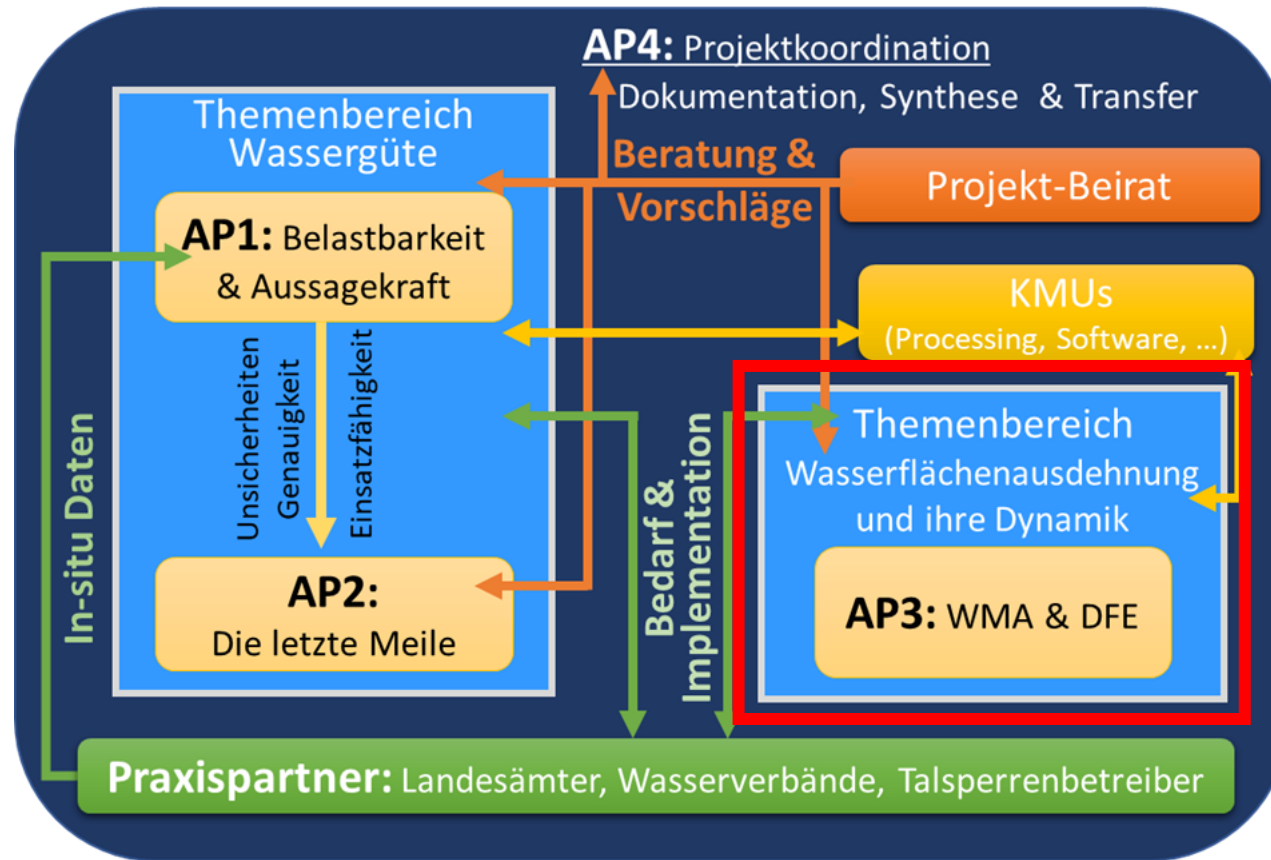 AP4: Projektkoordination
Dokumentation, Synthese & Transfer
Themenbereich
Wassergüte
Beratung &
Vorschläge
Projekt-Beirat
AP1: Belastbarkeit
& Aussagekraft
KMUs
(Processing, Software, ...)
Unsicherheiten
Genauigkeit
Einsatzfähigkeit
In-situ Daten
Bedarf &
Implementation
Themenbereich
Wasserflächenausdehnung
und ihre Dynamik
AP3: WMA & DFE
AP2:
Die letzte Meile
Praxispartner: Landesämter, Wasserverbände, Talsperrenbetreiber